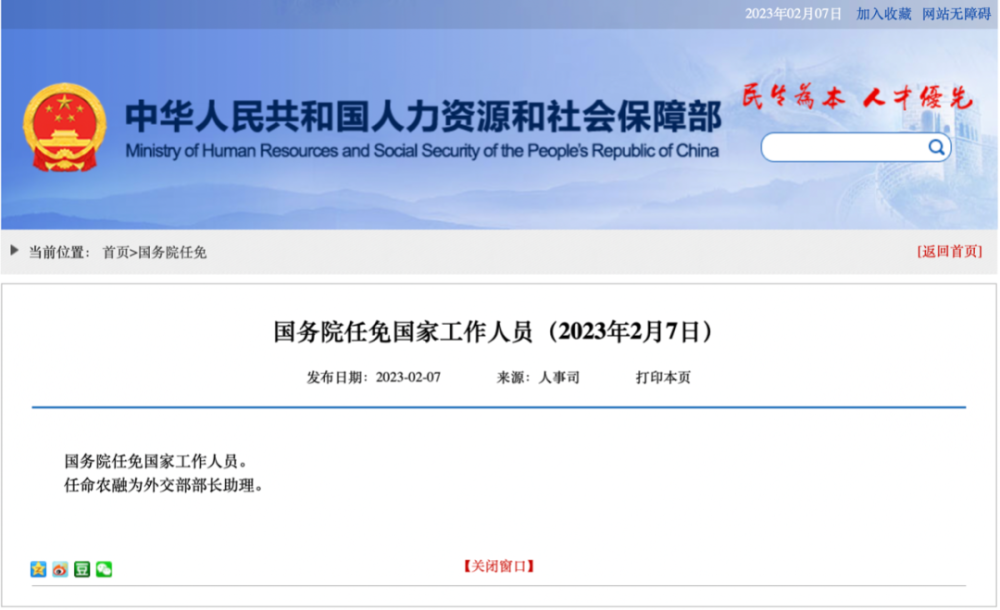 2023年02月07日 加入收藏 网站无障碍
民生为本 人才优先
中华人民共和国人力资源和社会保障部
Ministry of Human Resources and Social Security of the People's Republic of China
当前位置： 首页>国务院任免 [返回首页]
国务院任免国家工作人员（2023年2月7日）
发布日期：2023-02-07 来源：人事司 打印本页
国务院任免国家工作人员。
任命农融为外交部部长助理。
豆
【关闭窗口】